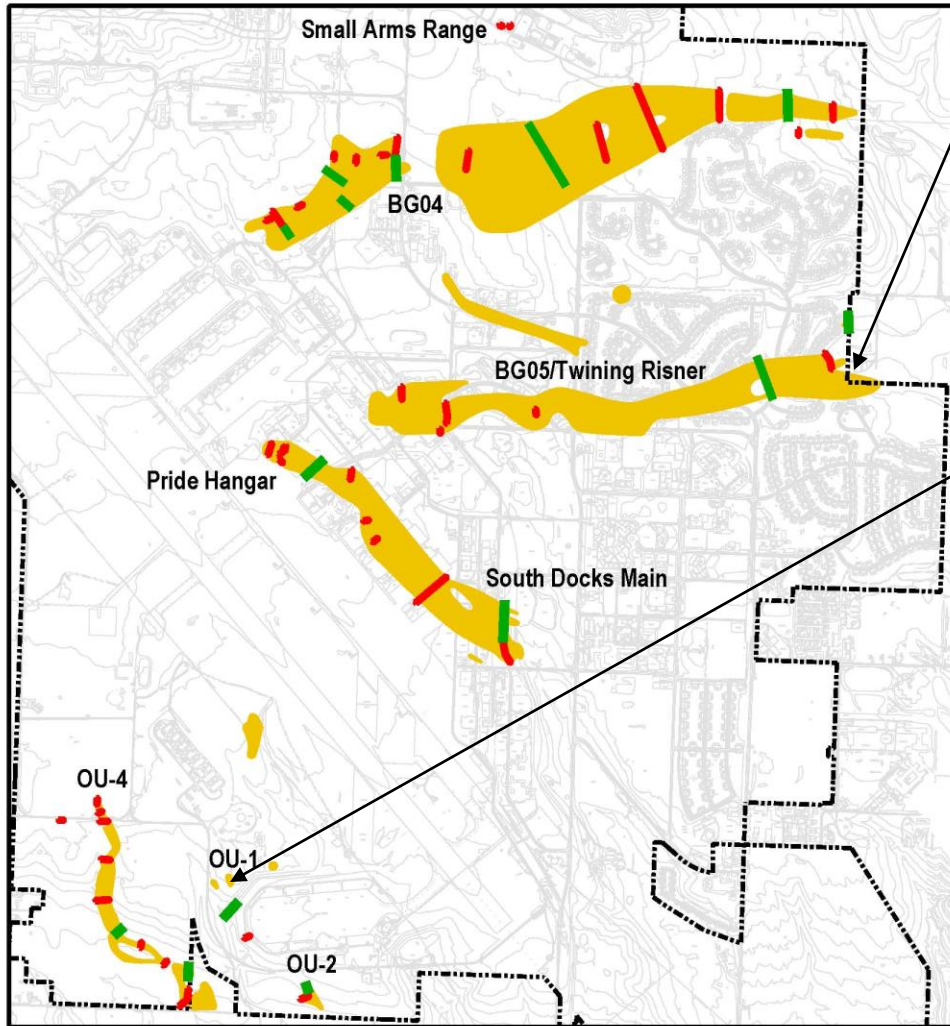 Small Arms Range
BG04
BG05/Twining Risner
Pride Hangar
South Docks Main
OU-4
OU-1
OU-2